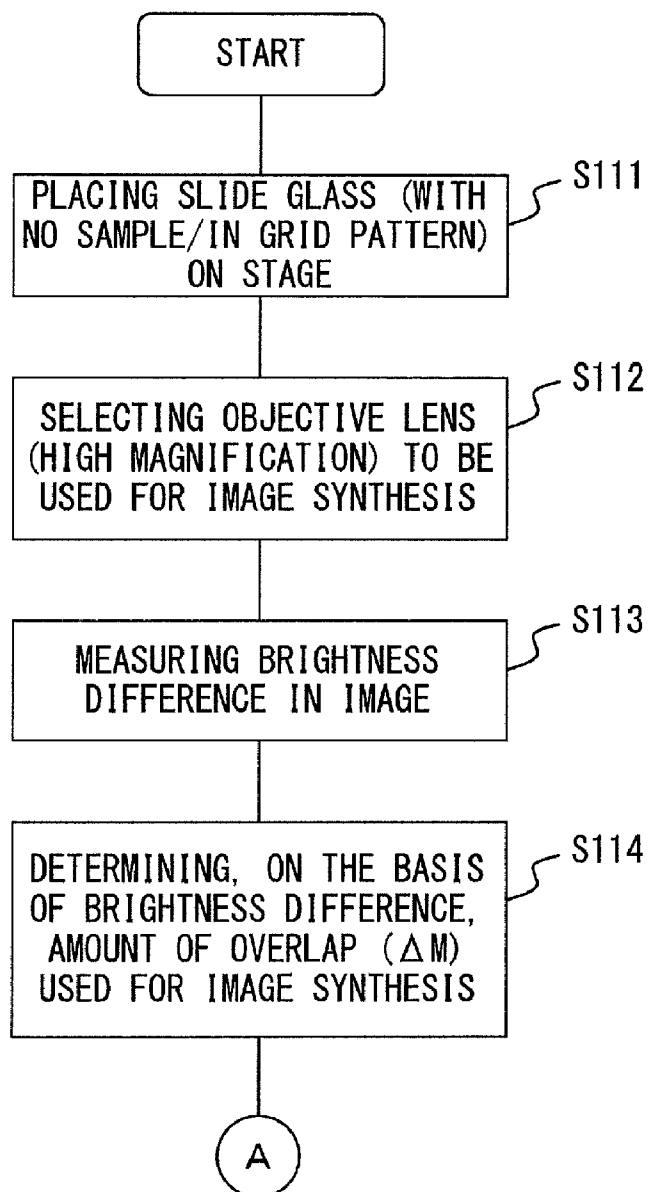 START
S111
PLACING SLIDE GLASS (WITH
NO SAMPLE/IN GRID PATTERN)
ON STAGE
S112
SELECTING OBJECTIVE LENS
(HIGH MAGNIFICATION) TO BE
USED FOR IMAGE SYNTHESIS
S113
MEASURING BRIGHTNESS
DIFFERENCE IN IMAGE
S114
DETERMINING, ON THE BASIS
OF BRIGHTNESS DIFFERENCE,
AMOUNT OF OVERLAP (ΔM)
USED FOR IMAGE SYNTHESIS
A